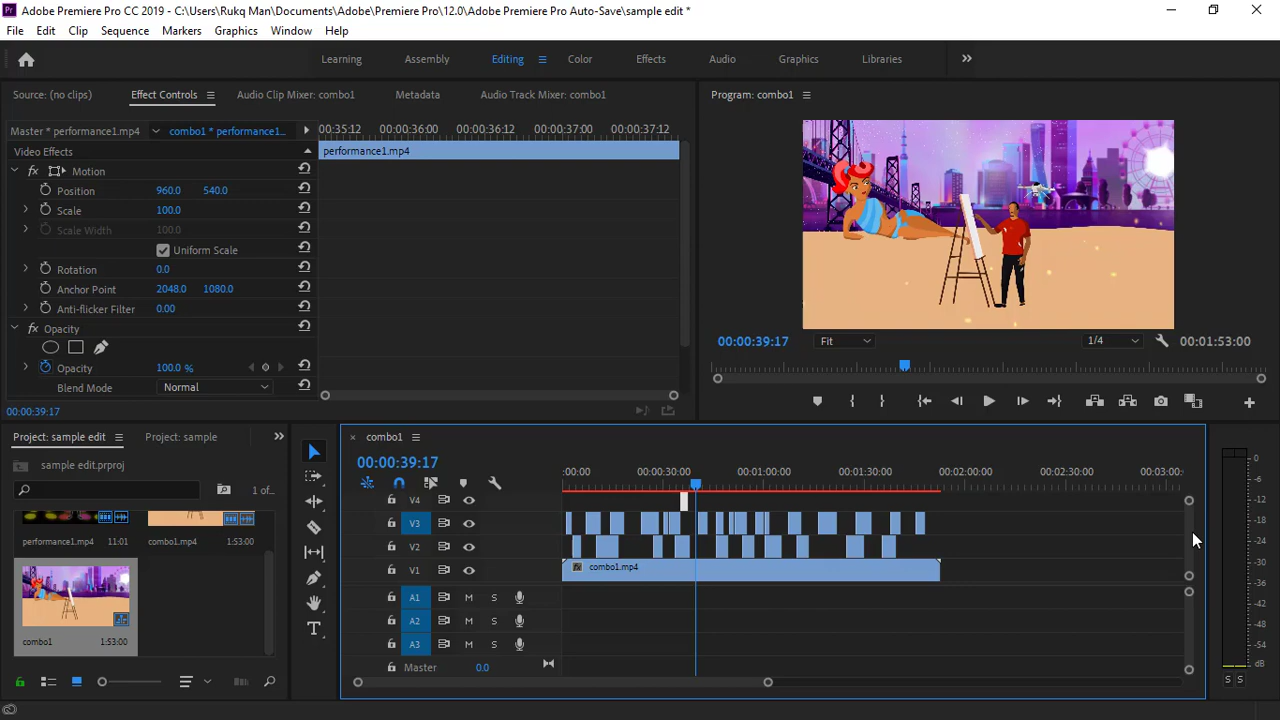 Adobe Premiere Pro CC 2019 - C:\Users\Rukq Man\Documents\Adobe\Premiere Pro\12.0\Adobe Premiere Pro Auto-Save\sample edit *
File Edit Clip Sequence Markers Graphics Window Help
Learning Assembly Editing Color Effects Audio Graphics Libraries
Source: (no clips) Effect Controls Audio Clip Mixer: combo1 Metadata Audio Track Mixer: combo1
Program: combo1
Master * performance1.mp4 combo1 * performance1...
00:35:12 00:00:36:00 00:00:36:12 00:00:37:00 00:00:37:12
Video Effects
performance1.mp4
fx Motion
Position 960.0 540.0
Scale 100.0
Scale Width 100.0
Uniform Scale
Rotation 0.0
Anchor Point 2048.0 1080.0
Anti-flicker Filter 0.00
fx Opacity
Opacity 100.0 %
Blend Mode Normal
00:00:39:17
00:00:39:17 Fit 1/4 00:01:53:00
Project: sample edit Project: sample
sample edit.prproj
1 of...
performance1.mp4 11:01 combo1.mp4 1:53:00
combo1 1:53:00
combo1
00:00:39:17
:00:00 00:00:30:00 00:01:00:00 00:01:30:00 00:02:00:00 00:02:30:00 00:03:00:
V4
V3
V2
V1 fx combo1.mp4
A1 M S
A2 M S
A3 M S
Master 0.0
0
-6
-12
-18
-24
-30
-36
-42
-48
-54
dB
S S